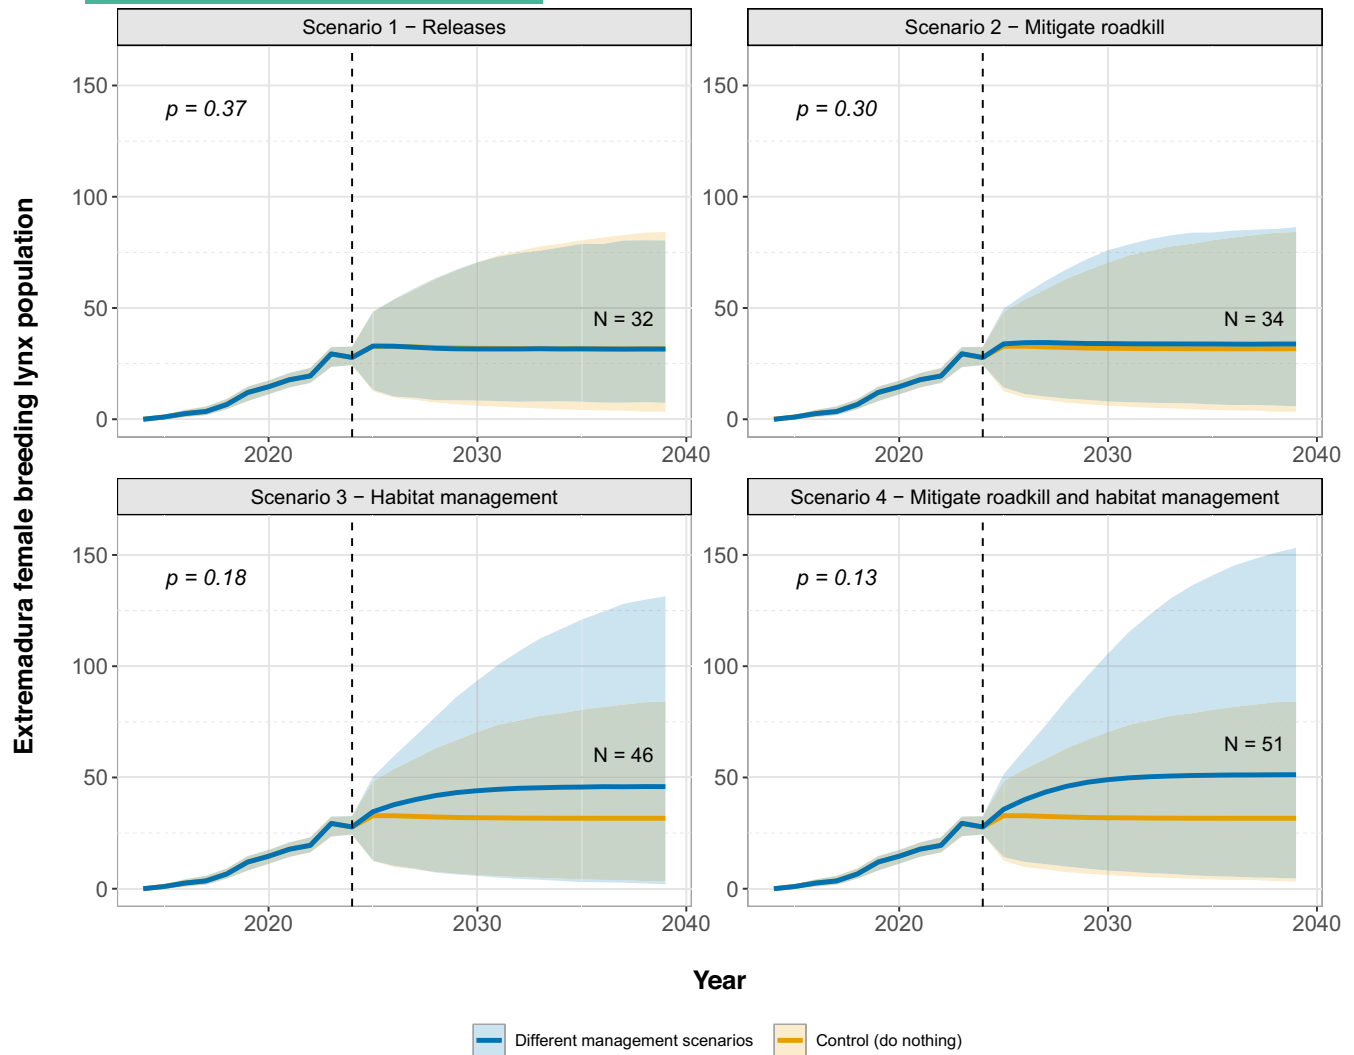 Scenario 1 − Releases
Scenario 2 − Mitigate roadkill
150
100
50
0
p = 0.37
N = 32
2020
2030
2040
p = 0.30
N = 34
2020
2030
2040
Scenario 3 − Habitat management
Scenario 4 − Mitigate roadkill and habitat management
150
100
50
0
p = 0.18
N = 46
2020
2030
2040
150
100
50
0
p = 0.13
N = 51
2020
2030
2040
150
100
50
0
Extremadura female breeding lynx population
Year
Different management scenarios
Control (do nothing)